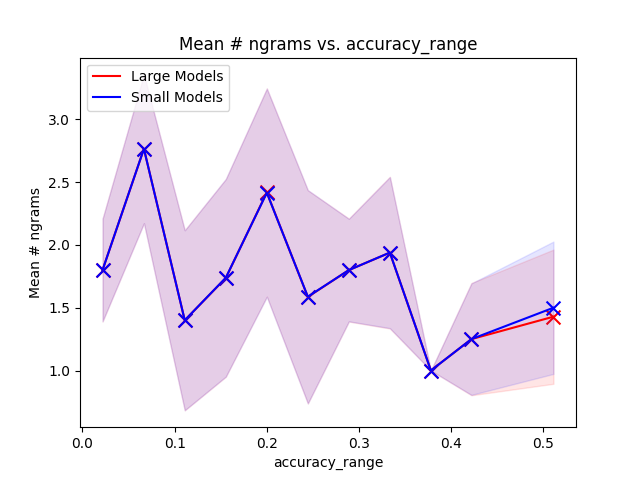 Mean # ngrams vs. accuracy_range
Large Models
Small Models
Mean # ngrams
3.0
2.5
2.0
1.5
1.0
0.0
0.1
0.2
0.3
0.4
0.5
accuracy_range